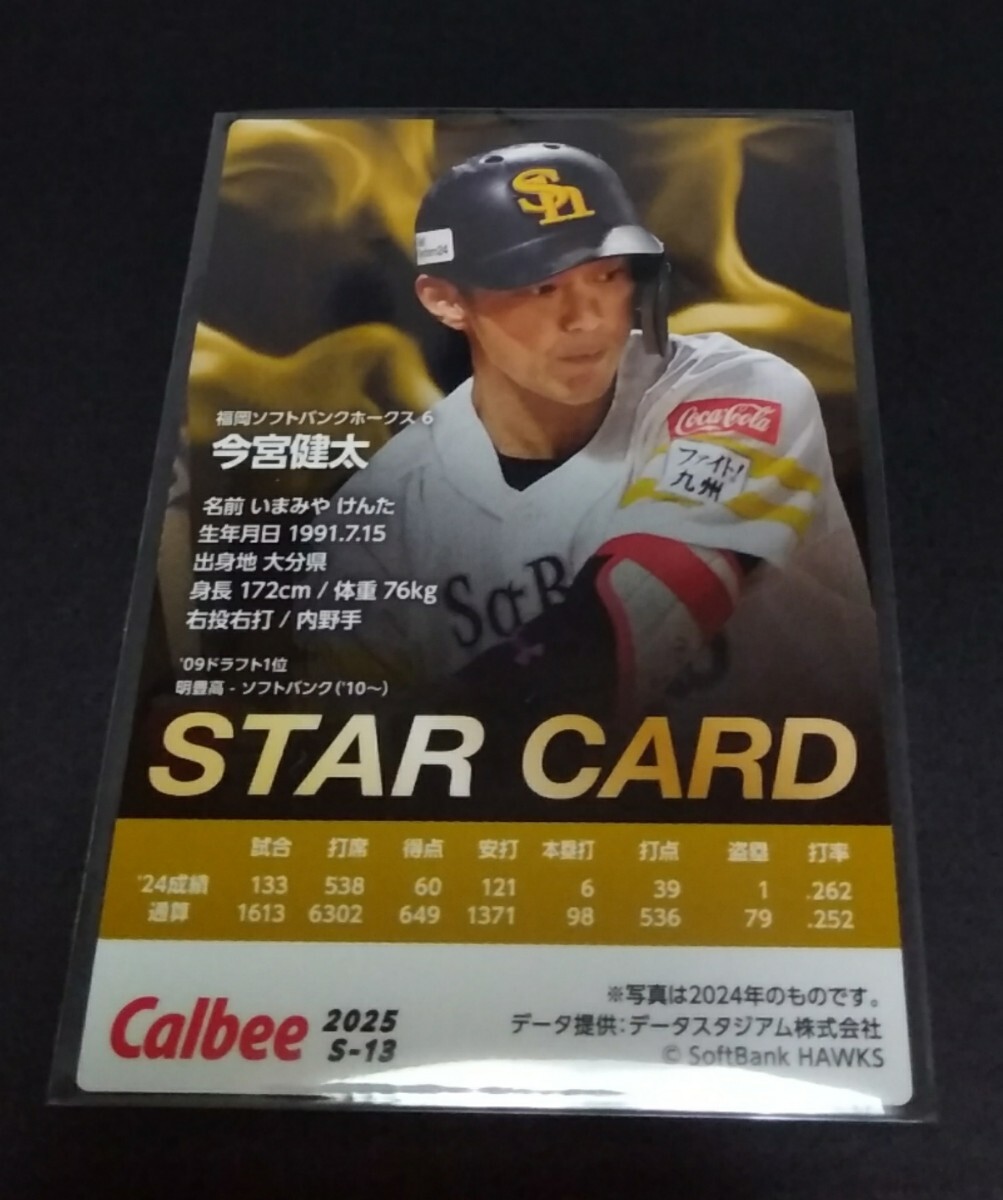 SH
福岡ソフトバンクホークス 6
今宮健太
Coca-Cola
ファイト!
九州
名前 いまみや けんた
生年月日 1991.7.15
出身地 大分県
身長 172cm / 体重 76kg
右投右打 / 内野手
'09ドラフト1位
明豊高 - ソフトバンク('10〜)
STAR CARD
試合 打席 得点 安打 本塁打 打点 盗塁 打率
'24成績 133 538 60 121 6 39 1 .262
通算 1613 6302 649 1371 98 536 79 .252
※写真は2024年のものです。
Calbee 2025
S-13
データ提供:データスタジアム株式会社
© SoftBank HAWKS